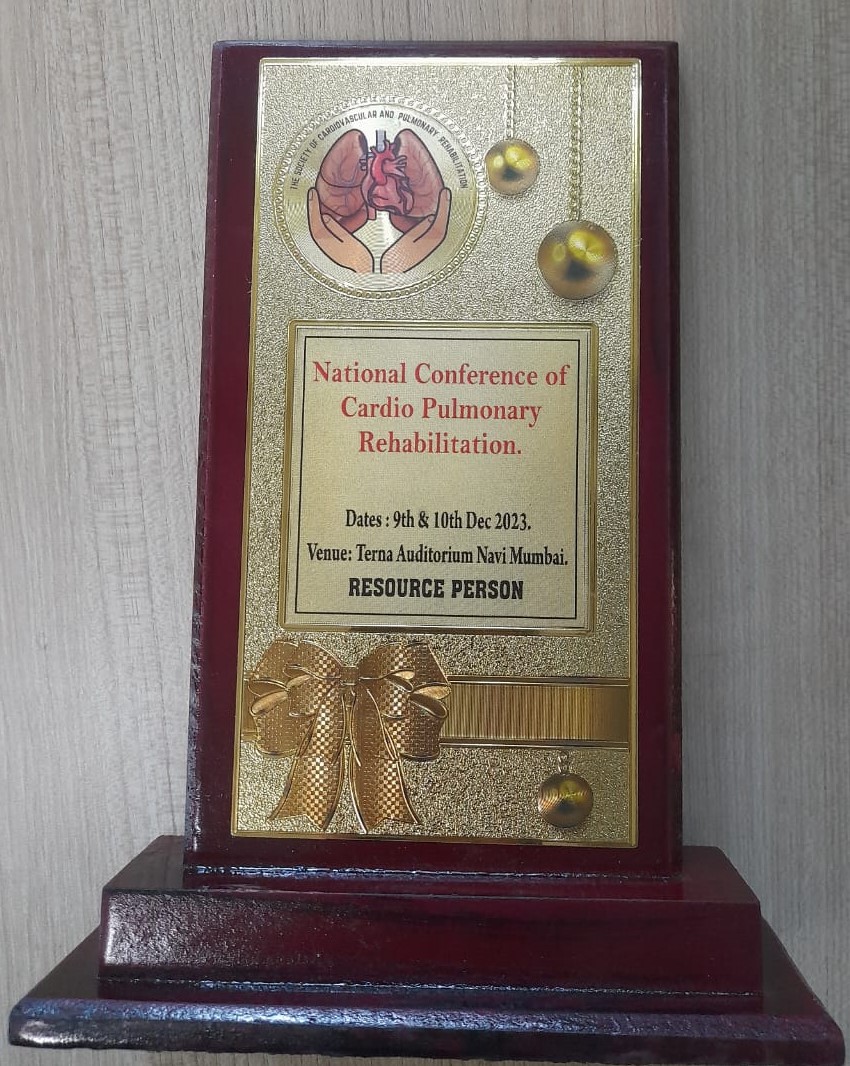 THE SOCIETY OF CARDIOVASCULAR AND PULMONARY REHABILITATION
National Conference of
Cardio Pulmonary
Rehabilitation.
Dates : 9th & 10th Dec 2023.
Venue: Terna Auditorium Navi Mumbai.
RESOURCE PERSON